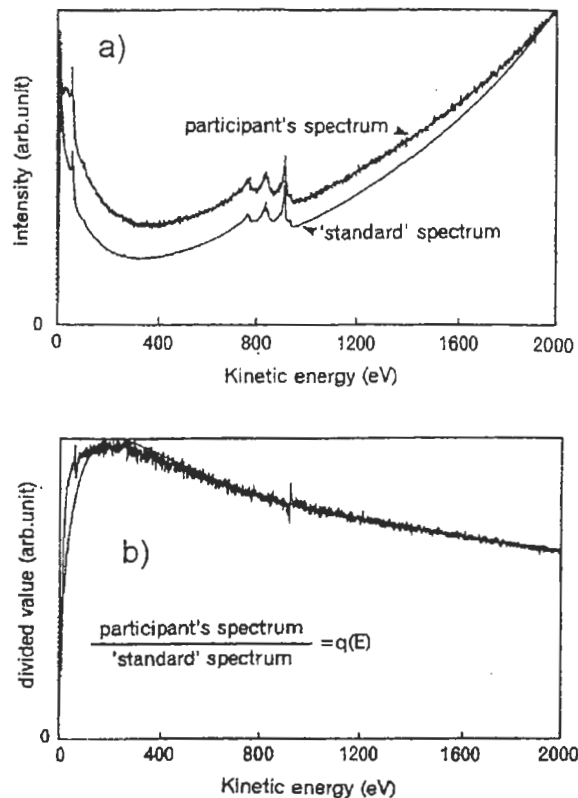 a)
intensity (arb.unit)
participant's spectrum
'standard' spectrum
0
0 400 800 1200 1600 2000
Kinetic energy (eV)
b)
divided value (arb.unit)
participant's spectrum
'standard' spectrum
=q(E)
0
0 400 800 1200 1600 2000
Kinetic energy (eV)